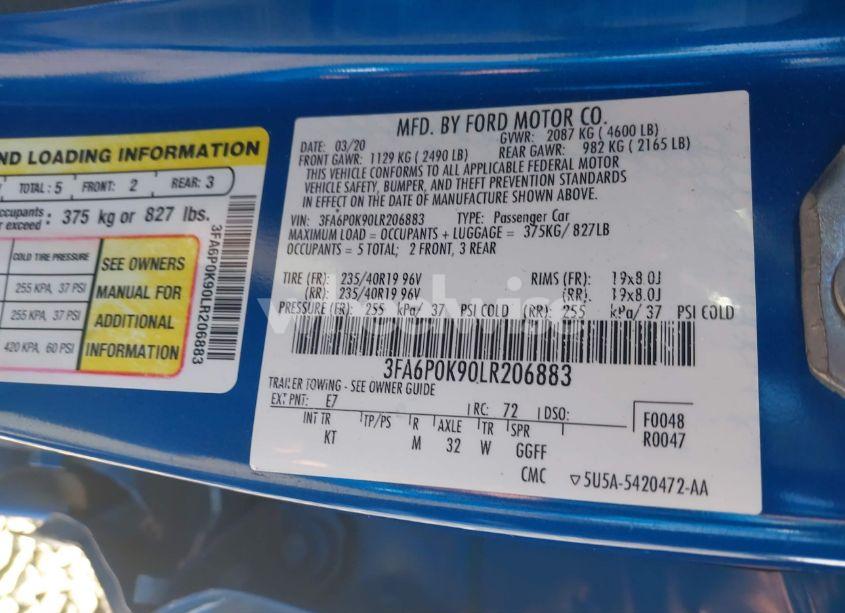 ND LOADING INFORMATION
TOTAL : 5 FRONT: 2 REAR: 3
ccupants
r exceed : 375 kg or 827 lbs.
COLD TIRE PRESSURE
255 KPA, 37 PSI
255 KPA, 37 PSI
420 KPA, 60 PSI
SEE OWNERS
MANUAL FOR
ADDITIONAL
INFORMATION
3FA6P0K90LR206883
MFD. BY FORD MOTOR CO.
DATE: 03/20 GVWR: 2087 KG ( 4600 LB)
FRONT GAWR: 1129 KG ( 2490 LB) REAR GAWR: 982 KG ( 2165 LB)
THIS VEHICLE CONFORMS TO ALL APPLICABLE FEDERAL MOTOR
VEHICLE SAFETY, BUMPER, AND THEFT PREVENTION STANDARDS
IN EFFECT ON THE DATE OF MANUFACTURE SHOWN ABOVE.
VIN: 3FA6P0K90LR206883 TYPE: Passenger Car
MAXIMUM LOAD = OCCUPANTS + LUGGAGE = 375KG/ 827LB
OCCUPANTS = 5 TOTAL; 2 FRONT, 3 REAR
TIRE (FR): 235/40R19 96V RIMS (FR): 19x8.0J
(RR): 235/40R19 96V (RR): 19x8.0J
PRESSURE (FR): 255 kPa/ 37 PSI COLD (RR): 255 kPa/ 37 PSI COLD
3FA6P0K90LR206883
TRAILER TOWING - SEE OWNER GUIDE
EXT PNT: E7 RC: 72 DSO: F0048
INT TR TP/PS R AXLE TR SPR R0047
KT M 32 W GGFF
CMC ▽5U5A-5420472-AA